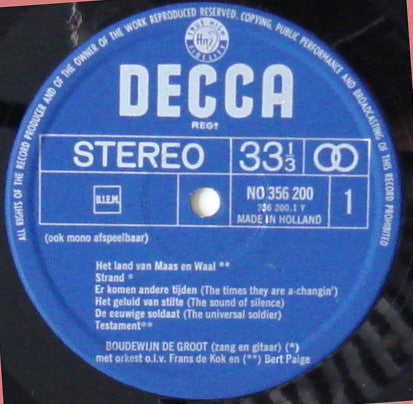 ALL RIGHTS OF THE RECORD PRODUCER AND OF THE OWNER OF THE WORK REPRODUCED RESERVED. COPYING, PUBLIC PERFORMANCE AND BROADCASTING OF THIS RECORD PROHIBITED
DECCA
REGT
STEREO
33 1/3
B.I.E.M.
NO 356 200
356 200.1 Y
MADE IN HOLLAND
1
(ook mono afspeelbaar)
Het land van Maas en Waal **
Strand *
Er komen andere tijden (The times they are a-changin')
Het geluid van stilte (The sound of silence)
De eeuwige soldaat (The universal soldier)
Testament**
BOUDEWIJN DE GROOT (zang en gitaar) (*)
met orkest o.l.v. Frans de Kok en (**) Bert Paige